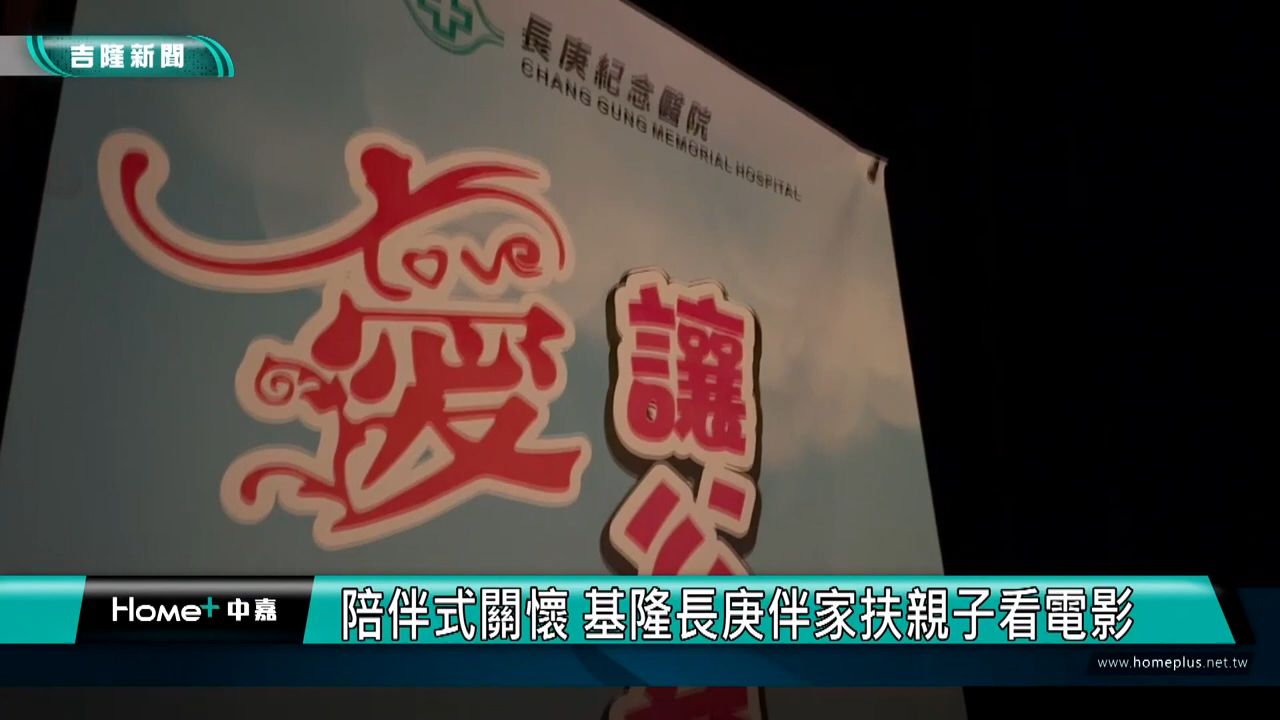 吉隆新聞
長庚紀念醫院
CHANG GUNG MEMORIAL HOSPITAL
Love
愛
讓
Home+ 中嘉
陪伴式關懷 基隆長庚伴家扶親子看電影
www.homeplus.net.tw